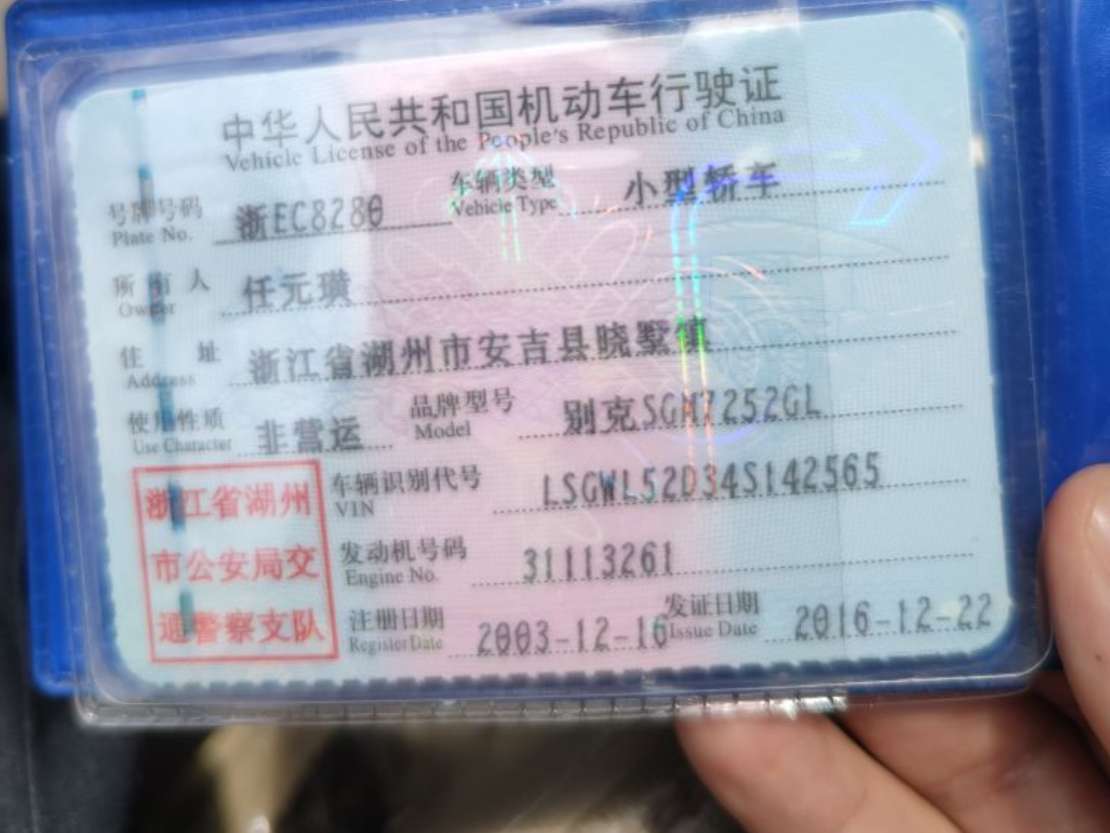 中华人民共和国机动车行驶证
Vehicle License of the People's Republic of China
号牌号码 浙EC8280 车辆类型 小型轿车
Plate No. Vehicle Type
所有人 任元璜
Owner
住址 浙江省湖州市安吉县晓墅镇
Address
使用性质 非营运 品牌型号 别克SGM7252GL
Use Character Model
浙江省湖州 车辆识别代号 LSGWL52D34S142565
VIN
市公安局交 发动机号码 31113261
Engine No.
通警察支队 注册日期 2003-12-16 发证日期 2016-12-22
Register Date Issue Date